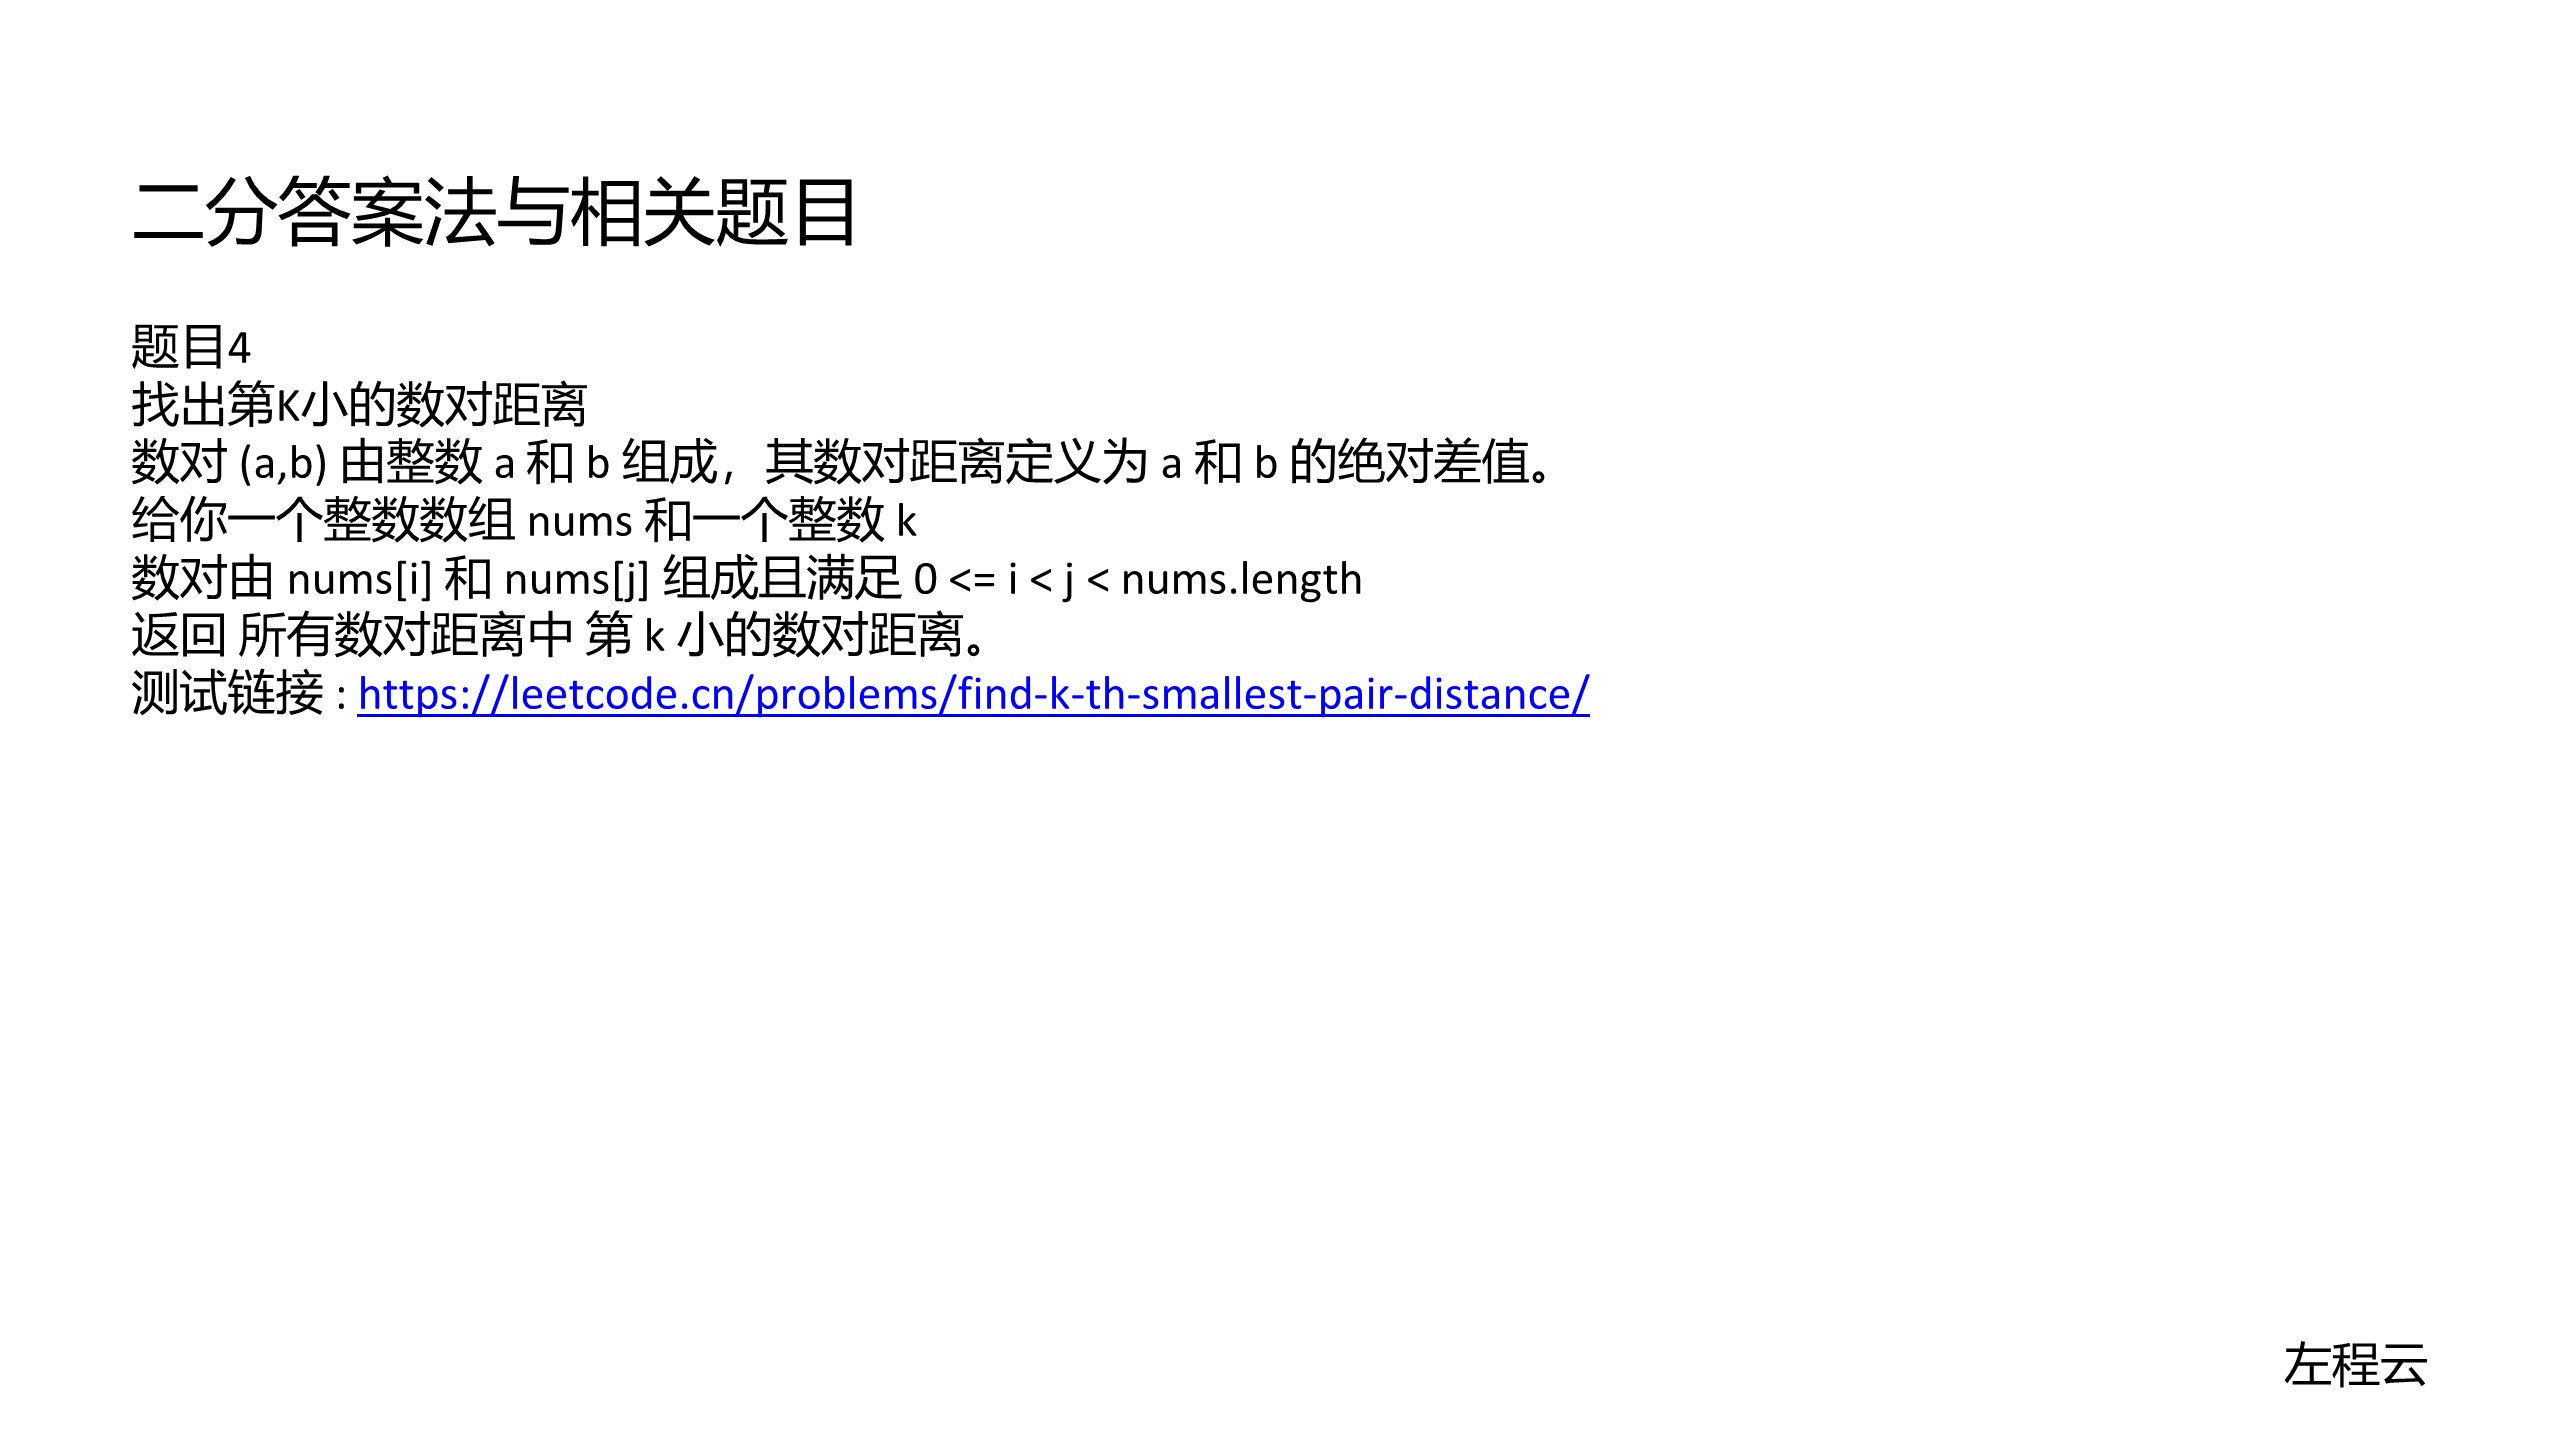 二分答案法与相关题目
题目4
找出第K小的数对距离
数对 (a,b) 由整数 a 和 b 组成，其数对距离定义为 a 和 b 的绝对差值。
给你一个整数数组 nums 和一个整数 k
数对由 nums[i] 和 nums[j] 组成且满足 0 <= i < j < nums.length
返回 所有数对距离中 第 k 小的数对距离。
测试链接 : https://leetcode.cn/problems/find-k-th-smallest-pair-distance/
左程云